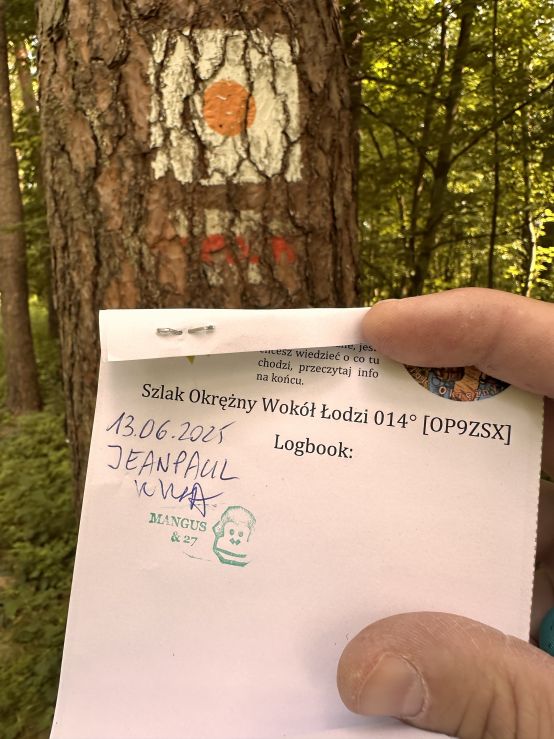 chcesz wiedzieć o co tu
chodzi, przeczytaj info
na końcu.
Szlak Okrężny Wokół Łodzi 014° [OP9ZSX]
Logbook:
13.06.2025
JEANPAUL
MANGUS
& 27